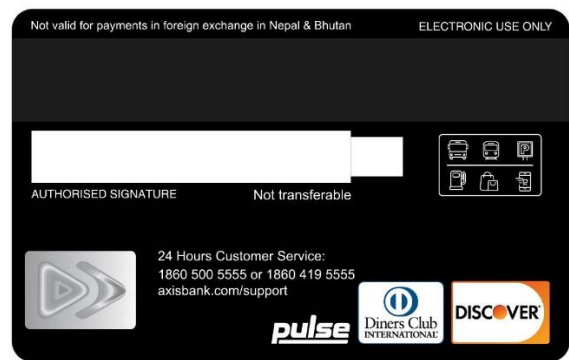 Not valid for payments in foreign exchange in Nepal & Bhutan
ELECTRONIC USE ONLY
AUTHORISED SIGNATURE
Not transferable
P
24 Hours Customer Service:
1860 500 5555 or 1860 419 5555
axisbank.com/support
pulse
Diners Club
INTERNATIONAL
DISCOVER